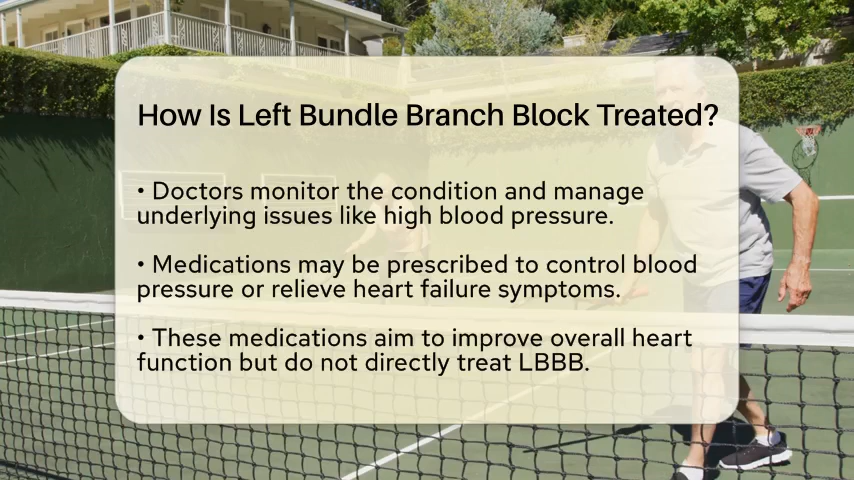 How Is Left Bundle Branch Block Treated?
• Doctors monitor the condition and manage
underlying issues like high blood pressure.
• Medications may be prescribed to control blood
pressure or relieve heart failure symptoms.
• These medications aim to improve overall heart
function but do not directly treat LBBB.